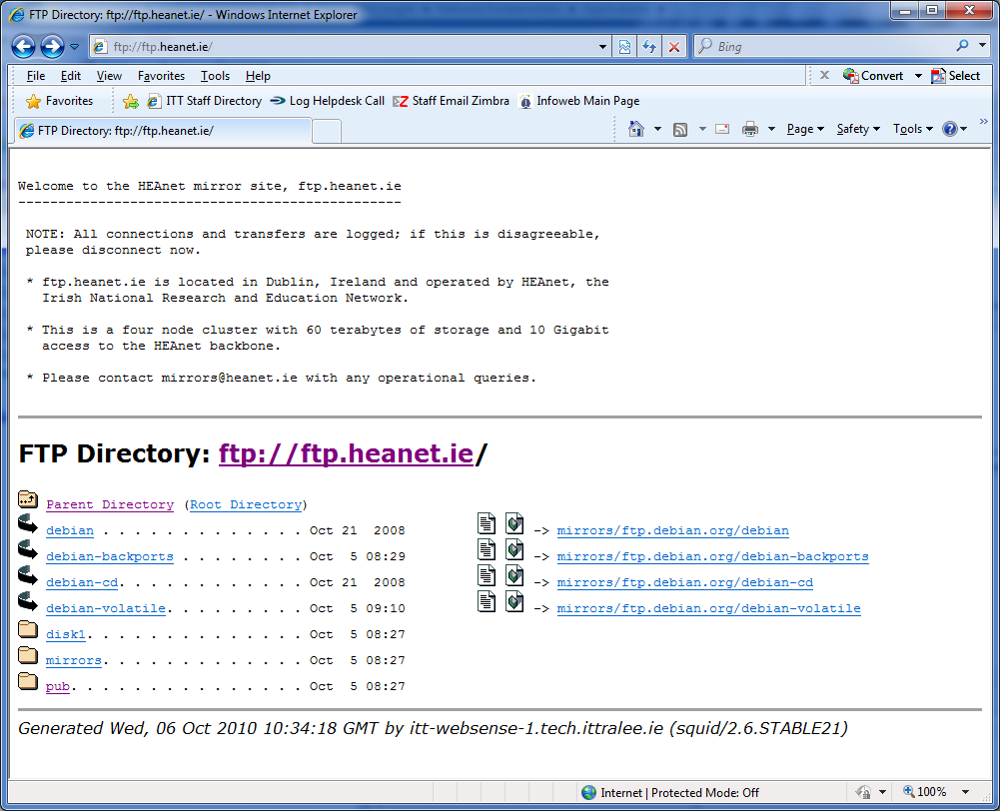 FTP Directory: ftp://ftp.heanet.ie/ - Windows Internet Explorer
ftp://ftp.heanet.ie/
Bing
File Edit View Favorites Tools Help
x Convert Select
Favorites ITT Staff Directory Log Helpdesk Call Staff Email Zimbra Infoweb Main Page
FTP Directory: ftp://ftp.heanet.ie/
Page Safety Tools
Welcome to the HEAnet mirror site, ftp.heanet.ie
------------------------------------------------
NOTE: All connections and transfers are logged; if this is disagreeable,
please disconnect now.
* ftp.heanet.ie is located in Dublin, Ireland and operated by HEAnet, the
Irish National Research and Education Network.
* This is a four node cluster with 60 terabytes of storage and 10 Gigabit
access to the HEAnet backbone.
* Please contact mirrors@heanet.ie with any operational queries.
FTP Directory: ftp://ftp.heanet.ie/
Parent Directory (Root Directory)
debian . . . . . . . . . . . . . Oct 21 2008 -> mirrors/ftp.debian.org/debian
debian-backports . . . . . . . . Oct 5 08:29 -> mirrors/ftp.debian.org/debian-backports
debian-cd. . . . . . . . . . . . Oct 21 2008 -> mirrors/ftp.debian.org/debian-cd
debian-volatile. . . . . . . . . Oct 5 09:10 -> mirrors/ftp.debian.org/debian-volatile
disk1. . . . . . . . . . . . . . Oct 5 08:27
mirrors. . . . . . . . . . . . . Oct 5 08:27
pub. . . . . . . . . . . . . . . Oct 5 08:27
Generated Wed, 06 Oct 2010 10:34:18 GMT by itt-websense-1.tech.ittralee.ie (squid/2.6.STABLE21)
Internet | Protected Mode: Off 100%